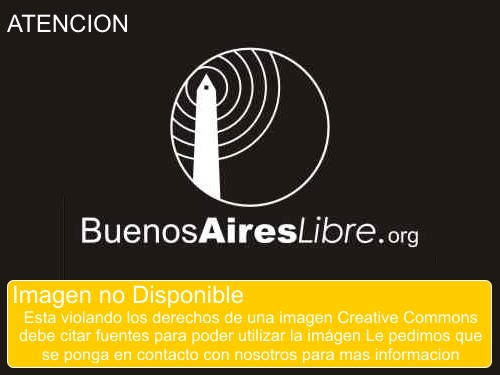 ATENCION
BuenosAiresLibre.org
Imagen no Disponible
Esta violando los derechos de una imagen Creative Commons
debe citar fuentes para poder utilizar la imágen Le pedimos que
se ponga en contacto con nosotros para mas informacion